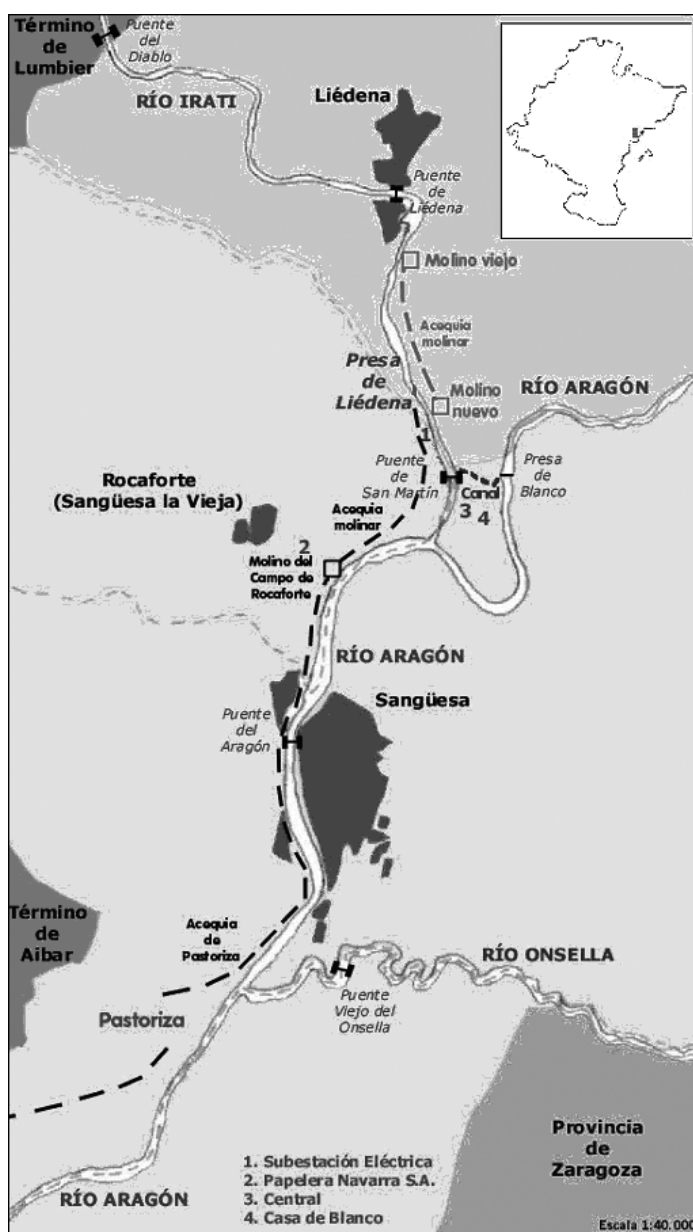 Término
de
Lumbier
Puente
del
Diablo
RÍO IRATI
Liédena
Puente
de
Liédena
Molino viejo
Acequia
molinar
Presa
de
Liédena
Molino
nuevo
RÍO ARAGÓN
1
Puente
de
San Martín
Canal
3
4
Presa
de
Blanco
Rocaforte
(Sangüesa la Vieja)
Acequia
molinar
2
Molino del
Campo de
Rocaforte
RÍO ARAGÓN
Sangüesa
Puente
del
Aragón
Término
de
Aibar
Acequia
de
Pastoriza
RÍO ONSELLA
Puente
Viejo del
Onsella
Pastoriza
Provincia
de
Zaragoza
RÍO ARAGÓN
1. Subestación Eléctrica
2. Papelera Navarra S.A.
3. Central
4. Casa de Blanco
Escala 1:40.000